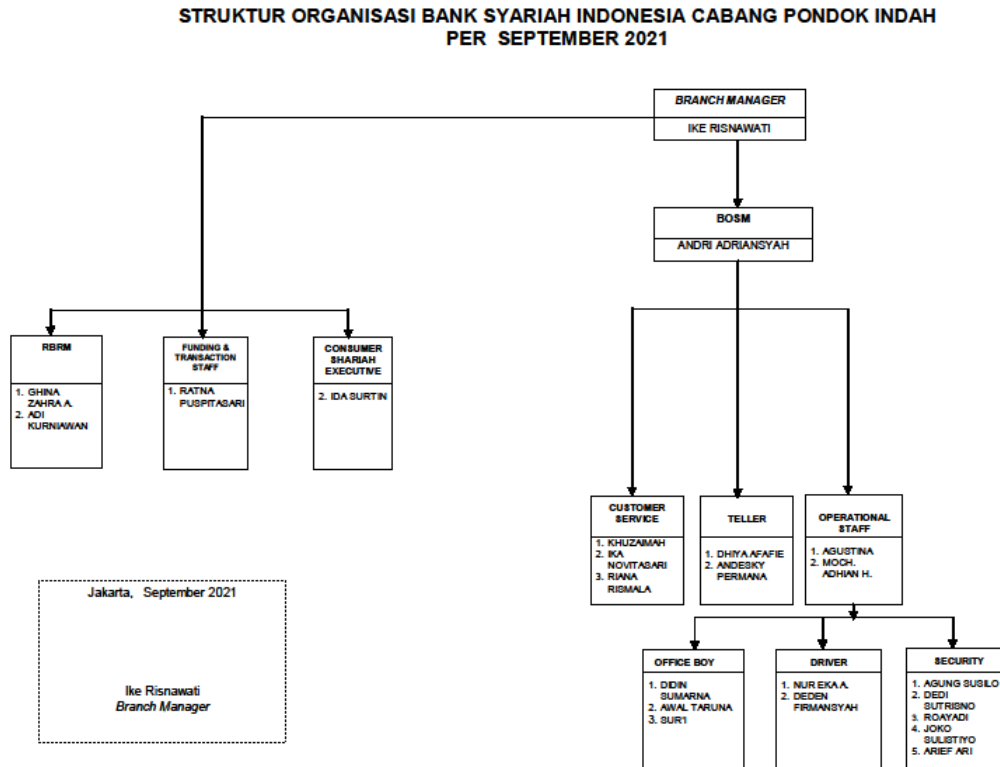 STRUKTUR ORGANISASI BANK SYARIAH INDONESIA CABANG PONDOK INDAH
PER SEPTEMBER 2021
BRANCH MANAGER
IKE RISNAWATI
BOSM
ANDRI ADRIANSYAH
RBRM
1. GHINA
ZAHRA A.
2. ADI
KURNIAWAN
FUNDING &
TRANSACTION
STAFF
1. RATNA
PUSPITASARI
CONSUMER
SHARIAH
EXECUTIVE
2. IDA SURTIN
CUSTOMER
SERVICE
1. KHUZAIMAH
2. IKA
NOVITASARI
3. RIANA
RISMALA
TELLER
1. DHIYA AFAFIE
2. ANDESKY
PERMANA
OPERATIONAL
STAFF
1. AGUSTINA
2. MOCH.
ADHIAN H.
OFFICE BOY
1. DIDIN
SUMARNA
2. AWAL TARUNA
3. SUR1
DRIVER
1. NUR EKA A.
2. DEDEN
FIRMANSYAH
SECURITY
1. AGUNG SUSILO
2. DEDI
SUTRISNO
3. ROAYADI
4. JOKO
SULISTIYO
5. ARIEF ARI
Jakarta, September 2021
Ike Risnawati
Branch Manager